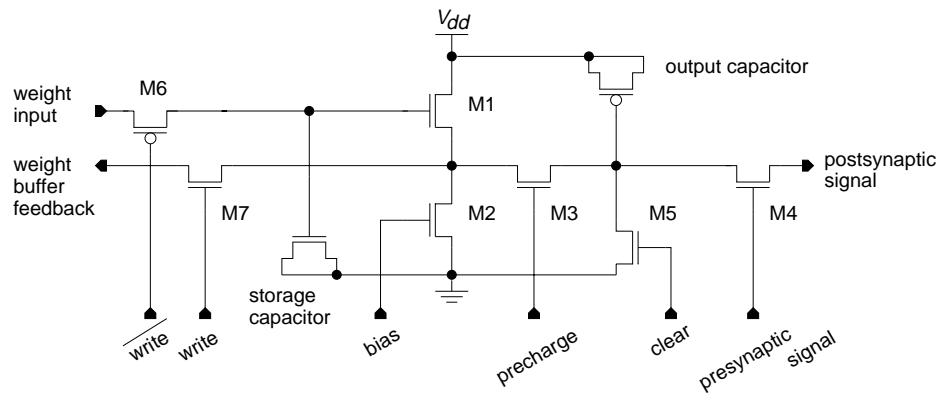 Vdd
output capacitor
weight
input
M6
M1
weight
buffer
feedback
postsynaptic
signal
M7
M2
M3
M5
M4
storage
capacitor
write
write
bias
precharge
clear
presynaptic
signal